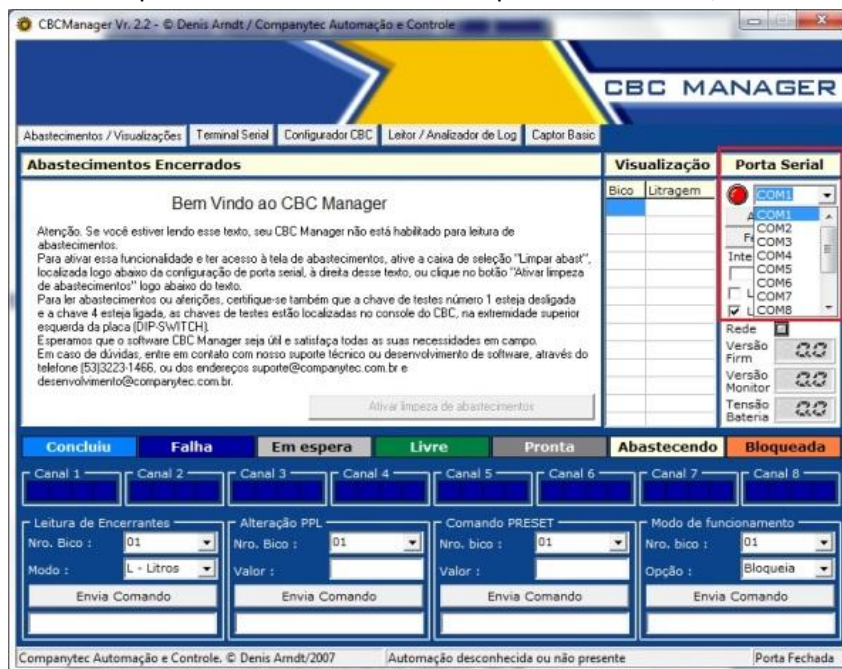 CBCManager Vr. 2.2 - © Denis Arndt / Companytec Automação e Controle
CBC MANAGER
Abastecimentos / Visualizações
Terminal Serial
Configurador CBC
Leitor / Analizador de Log
Captor Basic
Abastecimentos Encerrados
Visualização
Porta Serial
Bem Vindo ao CBC Manager
Atenção. Se você estiver lendo esse texto, seu CBC Manager não está habilitado para leitura de
abastecimentos.
Para ativar essa funcionalidade e ter acesso à tela de abastecimentos, ative a caixa de seleção "Limpar abast",
localizada logo abaixo da configuração de porta serial, à direita desse texto, ou clique no botão "Ativar limpeza
de abastecimentos" logo abaixo do texto.
Para ler abastecimentos ou aferições, certifique-se também que a chave de testes número 1 esteja desligada
e a chave 4 esteja ligada, as chaves de testes estão localizadas no console do CBC, na extremidade superior
esquerda da placa (DIP-SWITCH).
Esperamos que o software CBC Manager seja útil e satisfaça todas as suas necessidades em campo.
Em caso de dúvidas, entre em contato com nosso suporte técnico ou desenvolvimento de software, através do
telefone (53)3223-1466, ou dos endereços suporte@companytec.com.br e
desenvolvimento@companytec.com.br.
Ativar limpeza de abastecimentos
Bico
Litragem
COM1
COM1
COM2
COM3
COM4
COM5
COM6
COM7
COM8
Rede
Versão
Firm
Versão
Monitor
Tensão
Bateria
Concluiu
Falha
Em espera
Livre
Pronta
Abastecendo
Bloqueada
Canal 1
Canal 2
Canal 3
Canal 4
Canal 5
Canal 6
Canal 7
Canal 8
Leitura de Encerrantes
Nro. Bico :
01
Modo :
L - Litros
Envia Comando
Alteração PPL
Nro. Bico :
01
Valor :
Envia Comando
Comando PRESET
Nro. bico :
01
Valor :
Envia Comando
Modo de funcionamento
Nro. bico :
01
Opção :
Bloqueia
Envia Comando
Companytec Automação e Controle. © Denis Arndt/2007
Automação desconhecida ou não presente
Porta Fechada